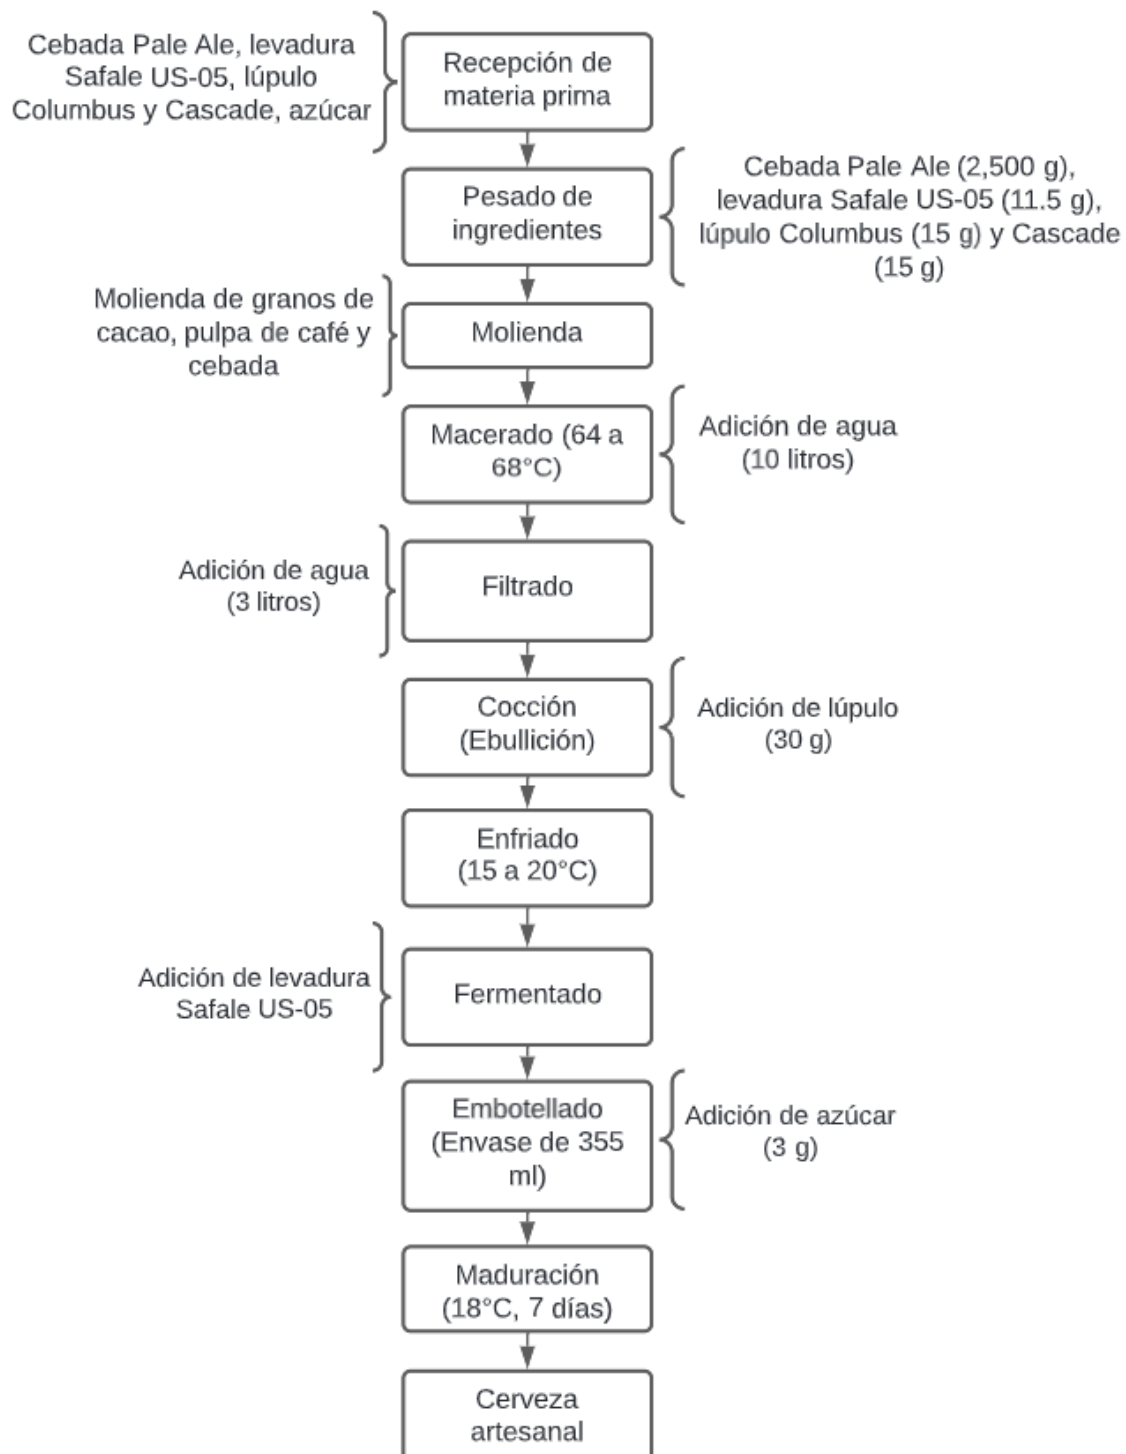 Cebada Pale Ale, levadura
Safale US-05, lúpulo
Columbus y Cascade, azúcar
Recepción de
materia prima
Pesado de
ingredientes
Cebada Pale Ale (2,500 g),
levadura Safale US-05 (11.5 g),
lúpulo Columbus (15 g) y Cascade
(15 g)
Molienda de granos de
cacao, pulpa de café y
cebada
Molienda
Macerado (64 a
68°C)
Adición de agua
(10 litros)
Adición de agua
(3 litros)
Filtrado
Cocción
(Ebullición)
Adición de lúpulo
(30 g)
Enfriado
(15 a 20°C)
Adición de levadura
Safale US-05
Fermentado
Embotellado
(Envase de 355
ml)
Adición de azúcar
(3 g)
Maduración
(18°C, 7 días)
Cerveza
artesanal